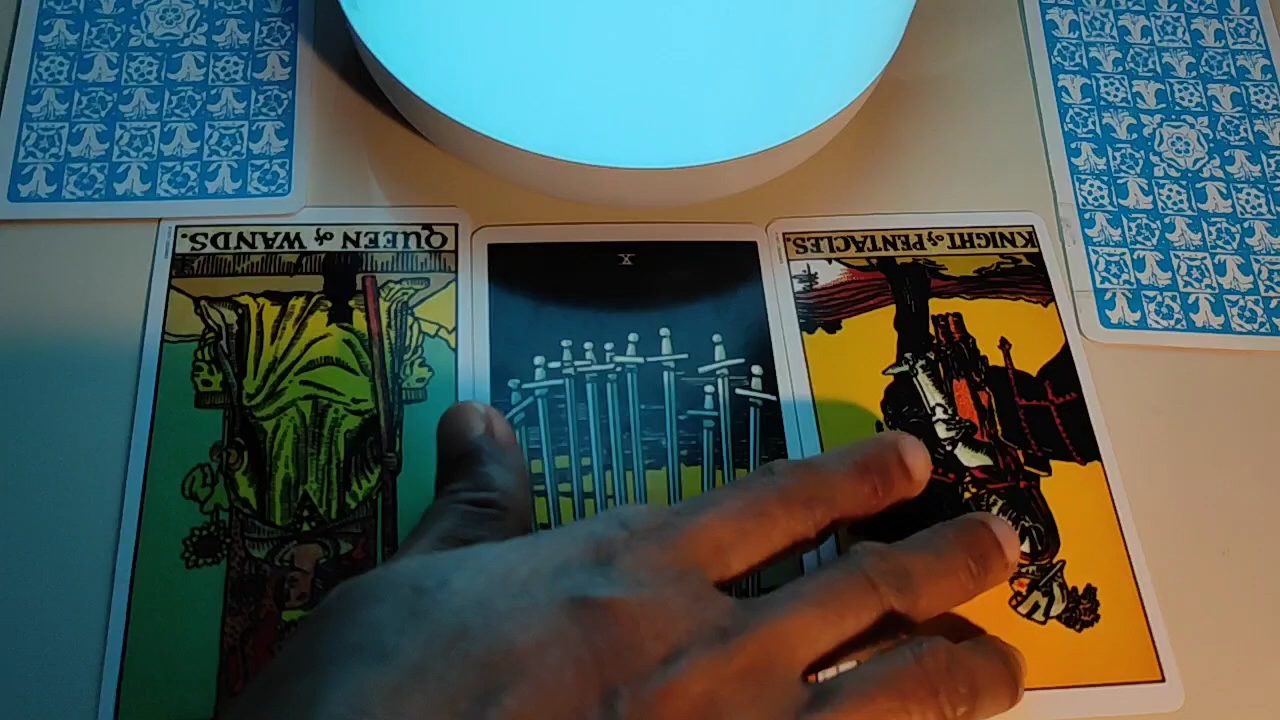 QUEEN of WANDS.
X
KNIGHT of PENTACLES.